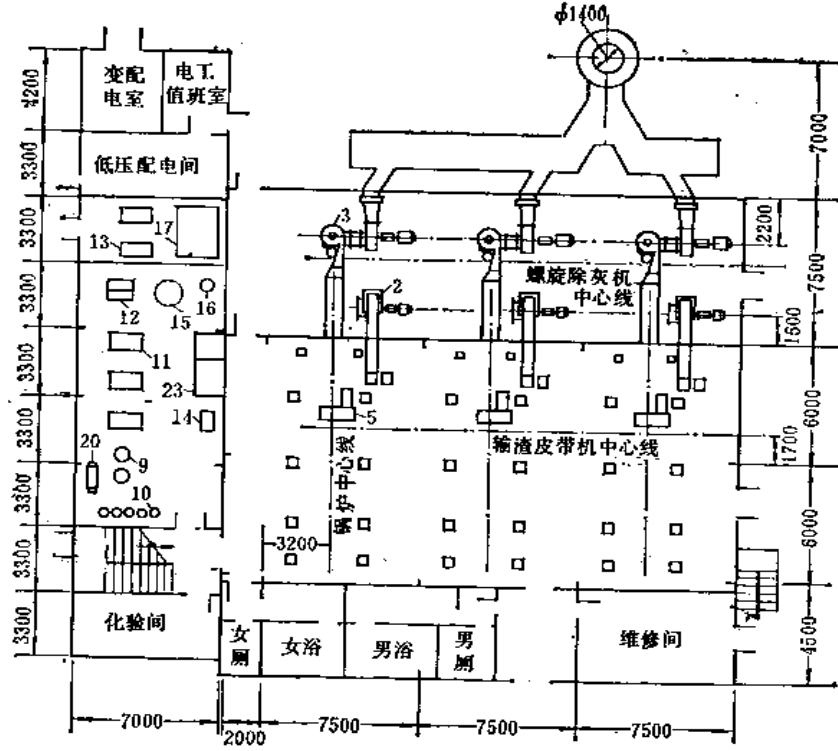 ϕ1400
变配
电室
电工
值班室
4200
7000
低压配电间
3300
3300
13
17
3
2200
7500
螺旋除灰机
中心线
3300
12
15
16
2
1600
3300
11
23
6000
3300
14
5
输渣皮带机中心线
1700
20
9
锅炉中心线
3300
10
6000
3300
3200
3300
化验间
女厕
女浴
男浴
男厕
维修间
4500
7000
2000
7500
7500
7500